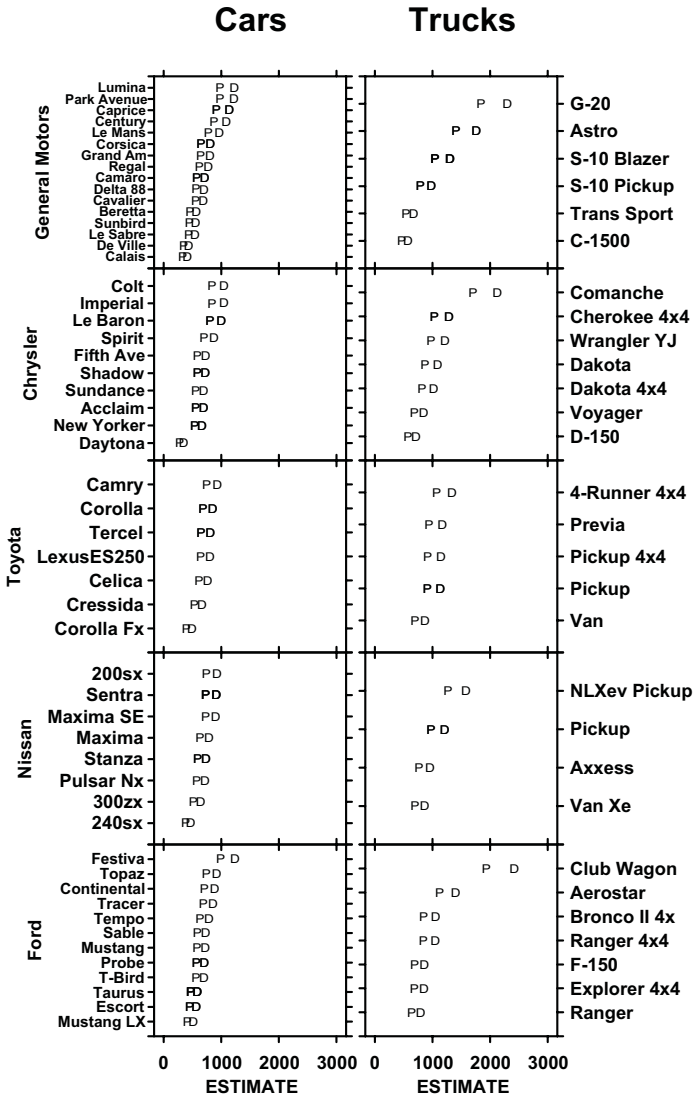 Cars Trucks
General Motors
Lumina P D
Park Avenue P D
Caprice P D
Century P D
Le Mans P D
Corsica P D
Grand Am P D
Regal P D
Camaro P D
Delta 88 P D
Cavalier P D
Beretta P D
Sunbird P D
Le Sabre P D
De Ville P D
Calais P D
P D G-20
P D Astro
P D S-10 Blazer
P D S-10 Pickup
P D Trans Sport
P D C-1500
Chrysler
Colt P D
Imperial P D
Le Baron P D
Spirit P D
Fifth Ave P D
Shadow P D
Sundance P D
Acclaim P D
New Yorker P D
Daytona P D
P D Comanche
P D Cherokee 4x4
P D Wrangler YJ
P D Dakota
P D Dakota 4x4
P D Voyager
P D D-150
Toyota
Camry P D
Corolla P D
Tercel P D
LexusES250 P D
Celica P D
Cressida P D
Corolla Fx P D
P D 4-Runner 4x4
P D Previa
P D Pickup 4x4
P D Pickup
P D Van
Nissan
200sx P D
Sentra P D
Maxima SE P D
Maxima P D
Stanza P D
Pulsar Nx P D
300zx P D
240sx P D
P D NLXev Pickup
P D Pickup
P D Axxess
P D Van Xe
Ford
Festiva P D
Topaz P D
Continental P D
Tracer P D
Tempo P D
Sable P D
Mustang P D
Probe P D
T-Bird P D
Taurus P D
Escort P D
Mustang LX P D
P D Club Wagon
P D Aerostar
P D Bronco II 4x
P D Ranger 4x4
P D F-150
P D Explorer 4x4
P D Ranger
0 1000 2000 3000 0 1000 2000 3000
ESTIMATE ESTIMATE